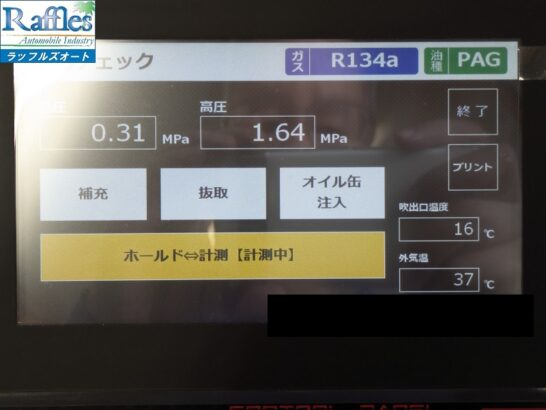 Raffles
Automobile Industry
ラッフルズオート
ェック
ガス R134a
油種 PAG
圧 高圧
0.31 MPa 1.64 MPa
終了
補充 抜取 オイル缶
注入
プリント
ホールド⇔計測【計測中】
吹出口温度
16 ℃
外気温
37 ℃